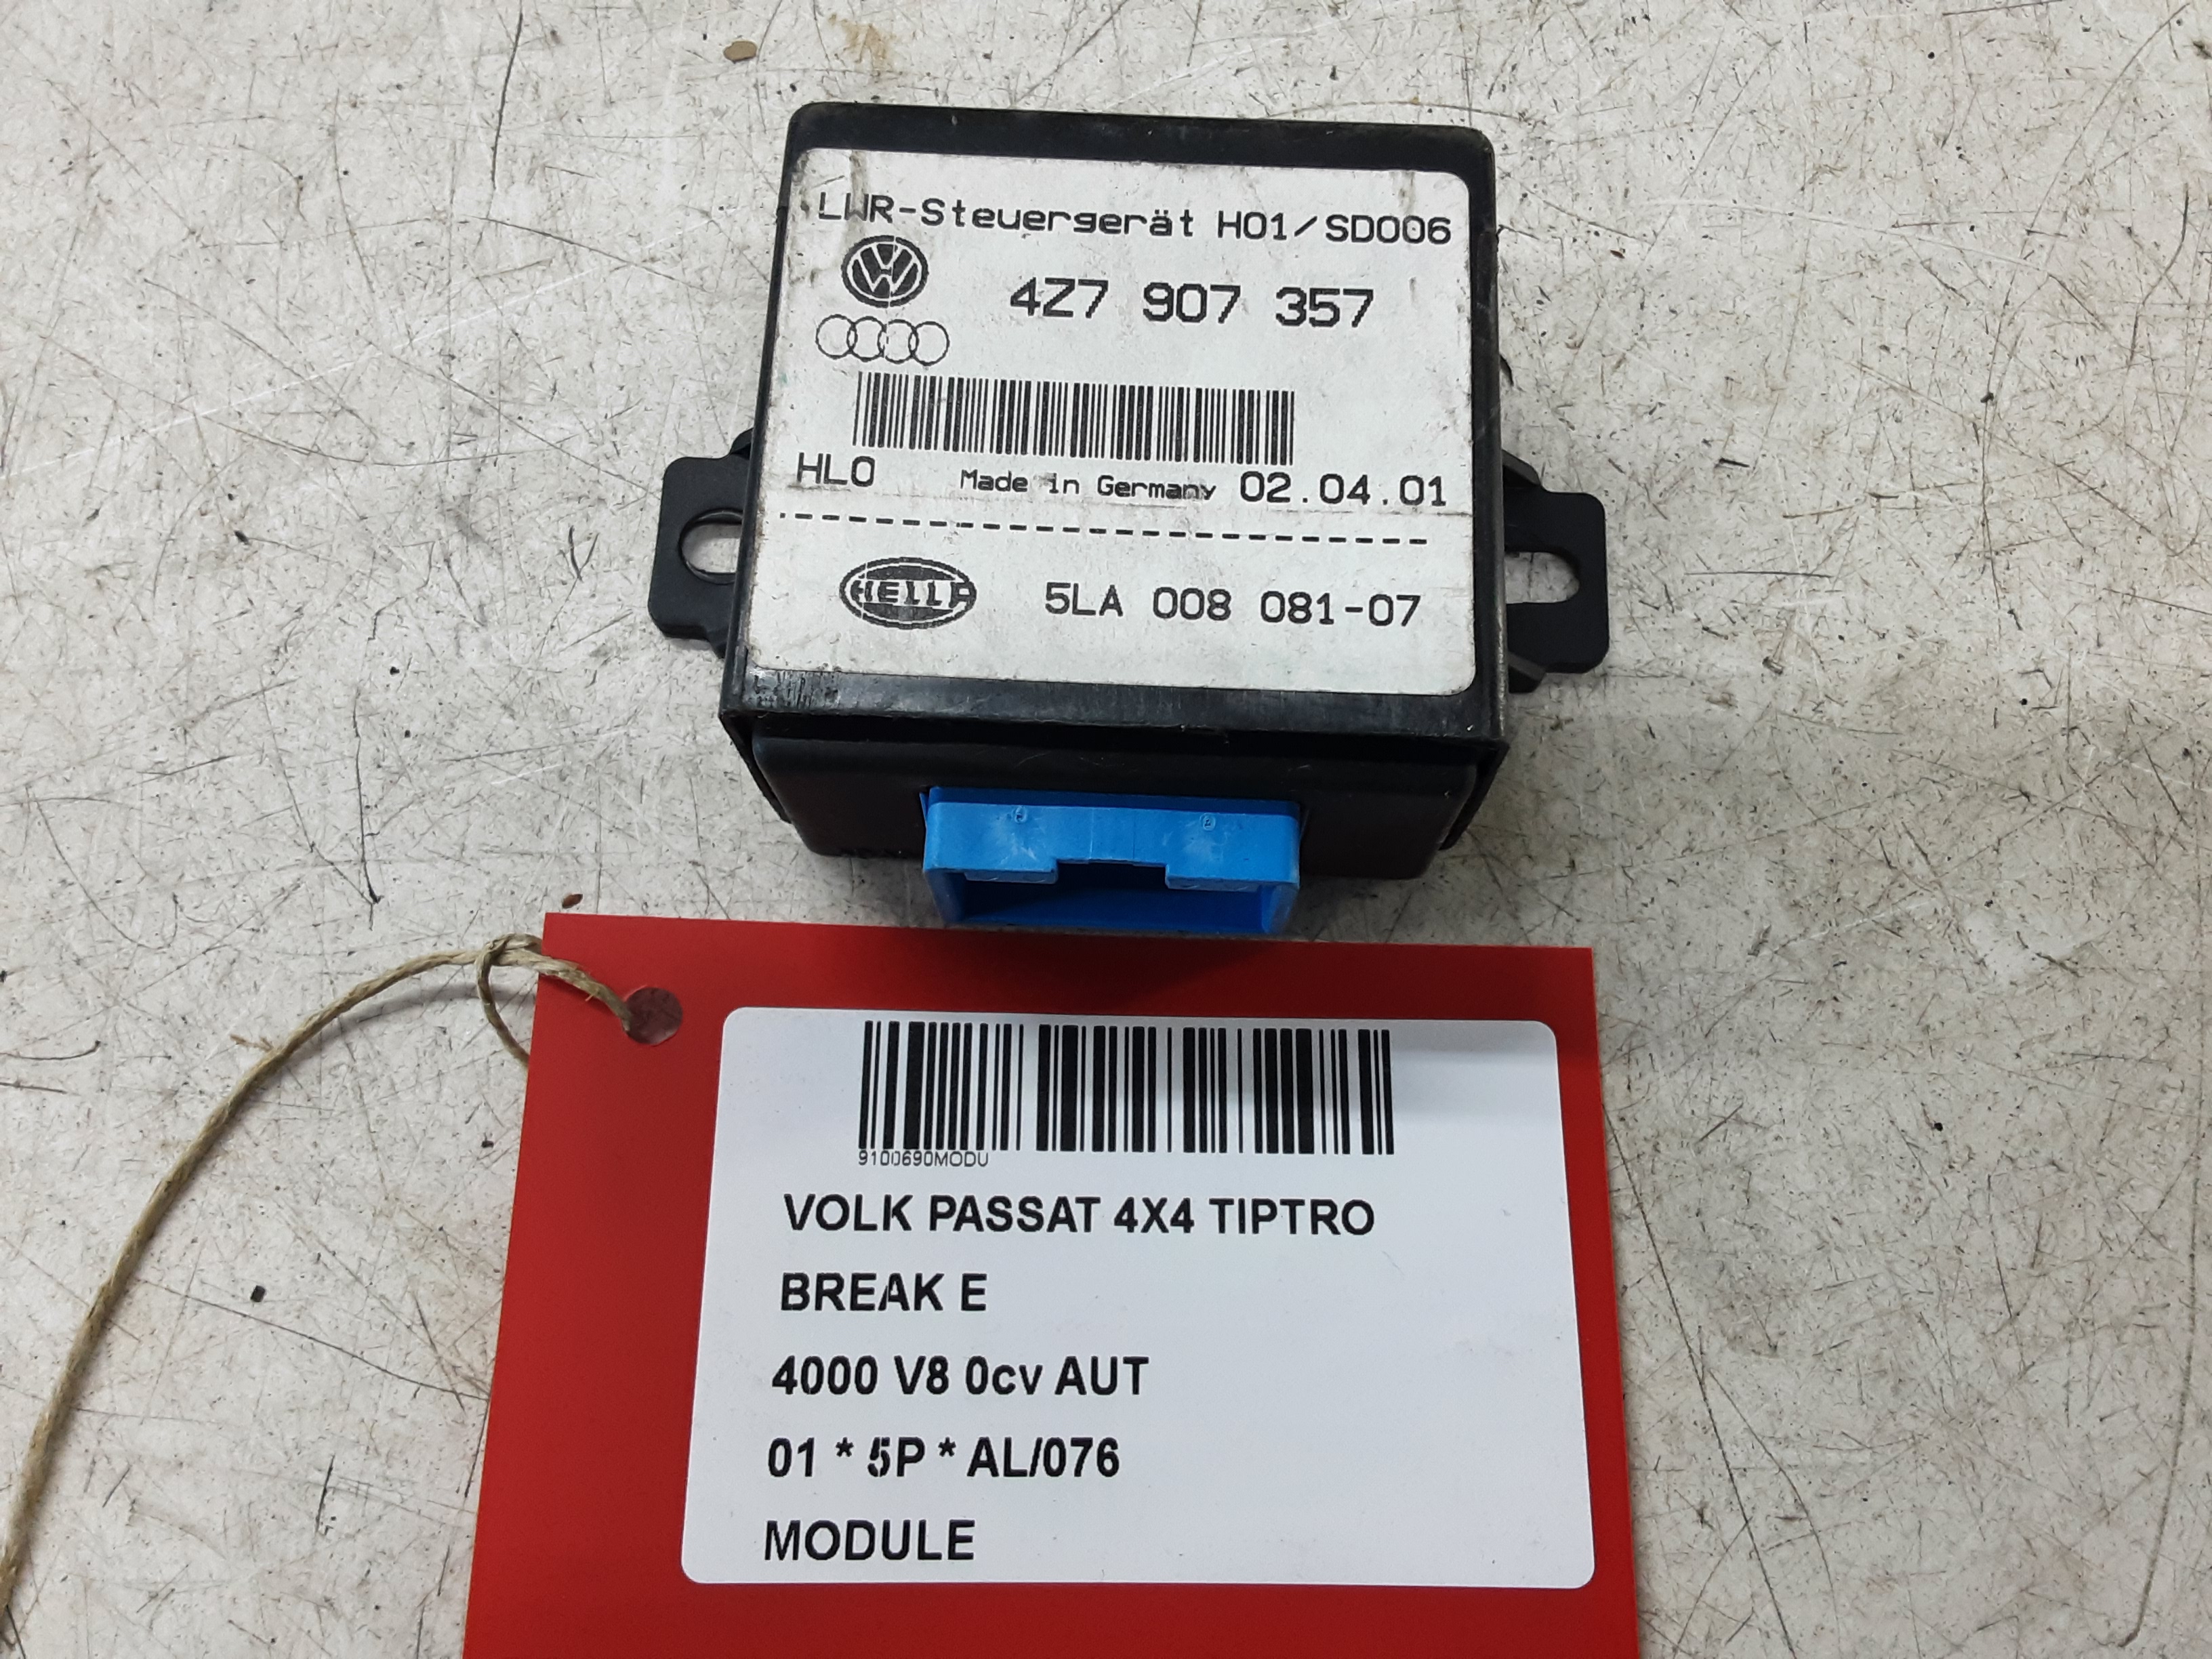 LWR-Steuergerät H01/SD006
4Z7 907 357
HLO Made in Germany 02.04.01
HELLA 5LA 008 081-07
9100690MODU
VOLK PASSAT 4X4 TIPTRO
BREAK E
4000 V8 0cv AUT
01 * 5P * AL/076
MODULE